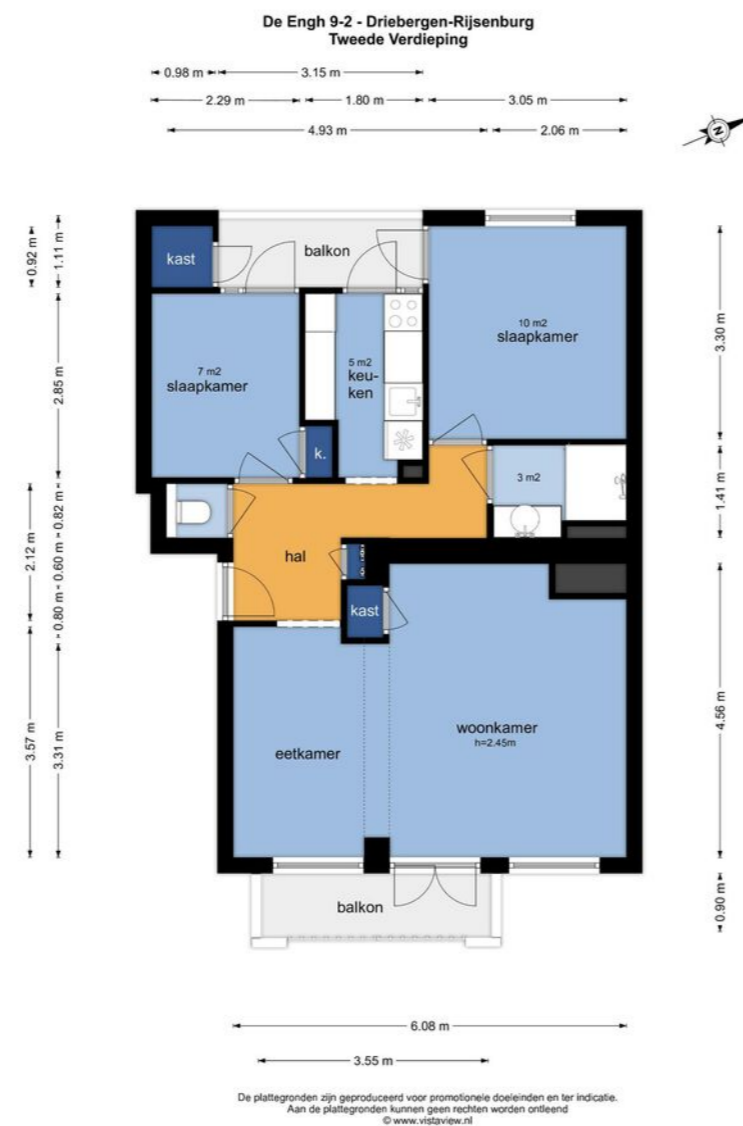 De Engh 9-2 - Driebergen-Rijsenburg
Tweede Verdieping
0.98 m 3.15 m
2.29 m 1.80 m 3.05 m
4.93 m 2.06 m
N
0.92 m
1.11 m
2.85 m
0.82 m
0.60 m
0.80 m
2.12 m
3.57 m
3.31 m
kast
balkon
10 m2
slaapkamer
7 m2
slaapkamer
5 m2
keu-
ken
k.
3 m2
hal
kast
woonkamer
h=2.45m
eetkamer
balkon
3.30 m
1.41 m
4.56 m
0.90 m
6.08 m
3.55 m
De plattegronden zijn geproduceerd voor promotionele doeleinden en ter indicatie.
Aan de plattegronden kunnen geen rechten worden ontleend
© www.vistaview.nl